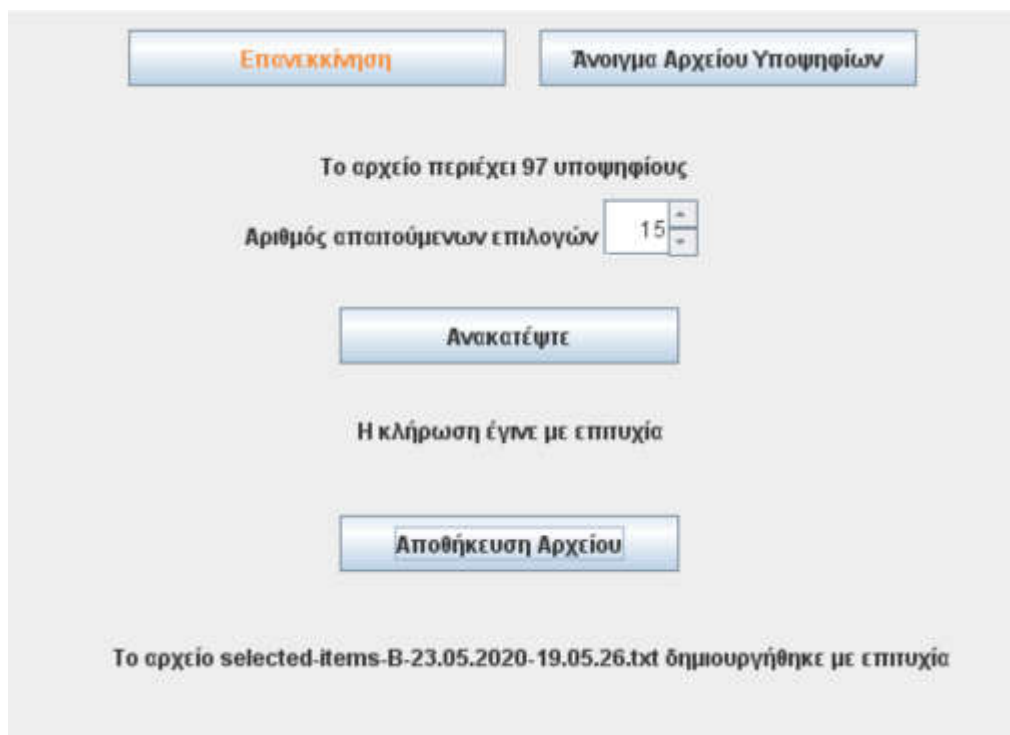 Επανεκκίνηση
Άνοιγμα Αρχείου Υποψηφίων
Το αρχείο περιέχει 97 υποψηφίους
Αριθμός απαιτούμενων επιλογών 15
Ανακατέψτε
Η κλήρωση έγινε με επιτυχία
Αποθήκευση Αρχείου
Το αρχείο selected-items-B-23.05.2020-19.05.26.txt δημιουργήθηκε με επιτυχία